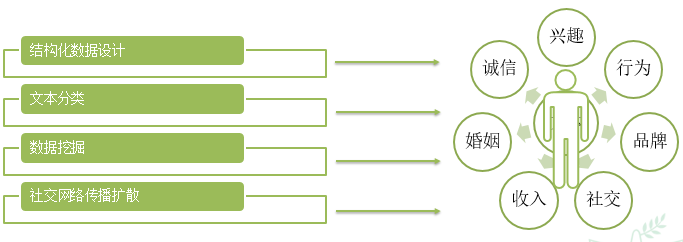 结构化数据设计
文本分类
数据挖掘
社交网络传播扩散
兴趣
诚信
行为
婚姻
品牌
收入
社交